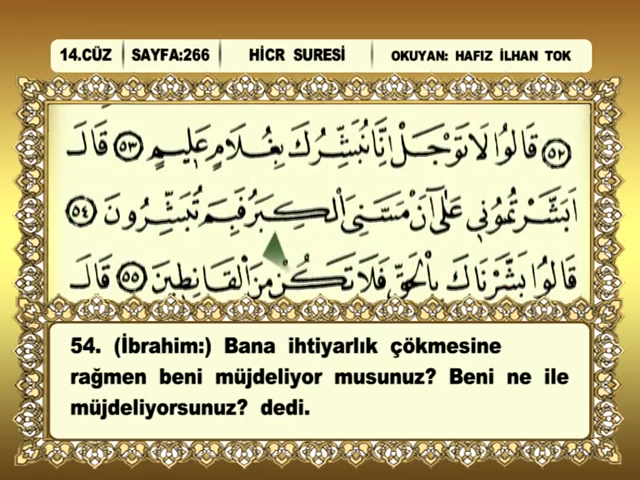 14.CÜZ SAYFA:266 HİCR SURESİ OKUYAN: HAFIZ İLHAN TOK
﴿٥٢﴾ قَالُوا لَا تَوْجَلْ اِنَّا نُبَشِّرُكَ بِغُلَامٍ عَلٖيمٍ ﴿٥٣﴾ قَالَ
اَبَشَّرْتُمُونٖي عَلٰٓى اَنْ مَسَّنِيَ الْكِبَرُ فَبِمَ تُبَشِّرُونَ ﴿٥٤﴾
قَالُوا بَشَّرْنَاكَ بِالْحَقِّ فَلَا تَكُنْ مِنَ الْقَانِطٖينَ ﴿٥٥﴾ قَالَ
54. (İbrahim:) Bana ihtiyarlık çökmesine
rağmen beni müjdeliyor musunuz? Beni ne ile
müjdeliyorsunuz? dedi.